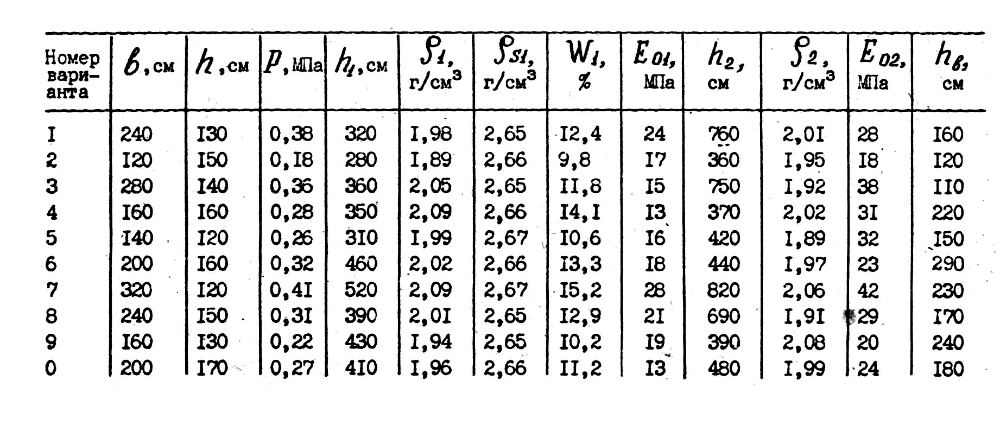 Номер вари- анта | b, см | h, см | P, МПа | h₁, см | ρ₁, г/см³ | ρs₁, г/см³ | W₁, % | E₀₁, МПа | h₂, см | ρ₂, г/см³ | E₀₂, МПа | hв, см
I | 240 | I30 | 0,38 | 320 | I,98 | 2,65 | I2,4 | 24 | 760 | 2,0I | 28 | I60
2 | I20 | I50 | 0,I8 | 280 | I,89 | 2,66 | 9,8 | I7 | 360 | I,95 | I8 | I20
3 | 280 | I40 | 0,36 | 360 | 2,05 | 2,65 | II,8 | I5 | 750 | I,92 | 38 | II0
4 | I60 | I60 | 0,28 | 350 | 2,09 | 2,66 | I4,I | I3 | 370 | 2,02 | 3I | 220
5 | I40 | I20 | 0,26 | 3I0 | I,99 | 2,67 | I0,6 | I6 | 420 | I,89 | 32 | I50
6 | 200 | I60 | 0,32 | 460 | 2,02 | 2,66 | I3,3 | I8 | 440 | I,97 | 23 | 290
7 | 320 | I20 | 0,4I | 520 | 2,09 | 2,67 | I5,2 | 28 | 820 | 2,06 | 42 | 230
8 | 240 | I50 | 0,3I | 390 | 2,0I | 2,65 | I2,9 | 2I | 690 | I,9I | 29 | I70
9 | I60 | I30 | 0,22 | 430 | I,94 | 2,65 | I0,2 | I9 | 390 | 2,08 | 20 | 240
0 | 200 | I70 | 0,27 | 4I0 | I,96 | 2,66 | II,2 | I3 | 480 | I,99 | 24 | I80